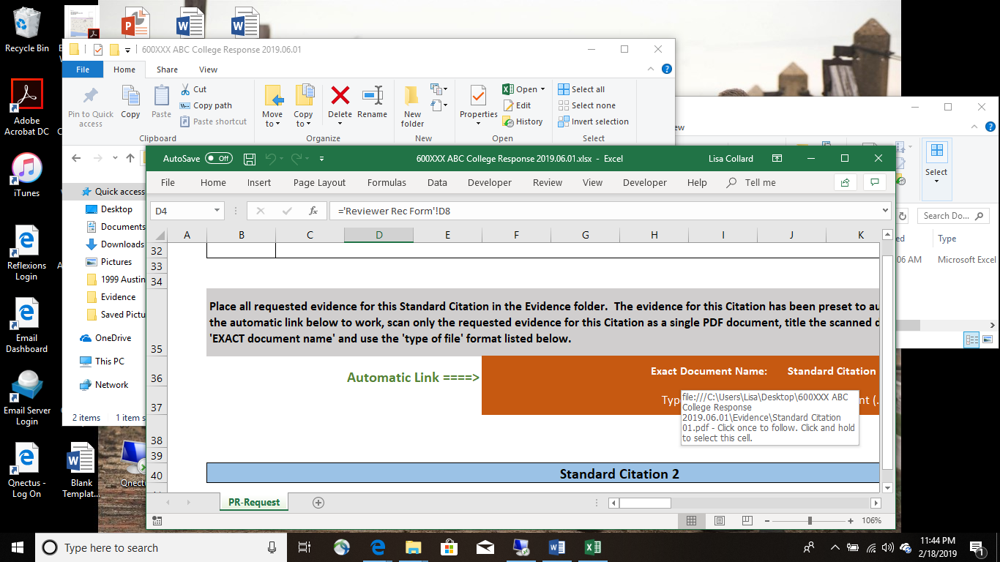 Recycle Bin
Adobe
Acrobat DC
iTunes
Reflexions
Login
Email
Dashboard
Email Server
Login
Qnectus -
Log On
Blank
Templat...
600XXX ABC College Response 2019.06.01
File Home Share View
Pin to Quick
access
Copy
Paste
Cut
Copy path
Paste shortcut
Clipboard
Move
to
Copy
to
Delete
Rename
Organize
New
folder
New
Properties
Open
Edit
History
Open
Select all
Select none
Invert selection
Select
Quick access
Desktop
Documents
Downloads
Pictures
1999 Austin
Evidence
Saved Pictu
OneDrive
This PC
Network
2 items 1 item s
ew
Select
Search Do...
ed Type
06 AM Microsoft Excel
AutoSave Off 600XXX ABC College Response 2019.06.01.xlsx - Excel Lisa Collard
File Home Insert Page Layout Formulas Data Developer Review View Developer Help Tell me
D4 fx ='Reviewer Rec Form'!D8
A B C D E F G H I J K
32
33
34
35
Place all requested evidence for this Standard Citation in the Evidence folder. The evidence for this Citation has been preset to au
the automatic link below to work, scan only the requested evidence for this Citation as a single PDF document, title the scanned d
'EXACT document name' and use the 'type of file' format listed below.
36 Automatic Link ====> Exact Document Name: Standard Citation
37 Typ nt (.
file:///C:\Users\Lisa\Desktop\600XXX ABC
College Response
2019.06.01\Evidence\Standard Citation
01.pdf - Click once to follow. Click and hold
to select this cell.
38
39
40 Standard Citation 2
PR-Request
106%
Type here to search
11:44 PM
2/18/2019
1